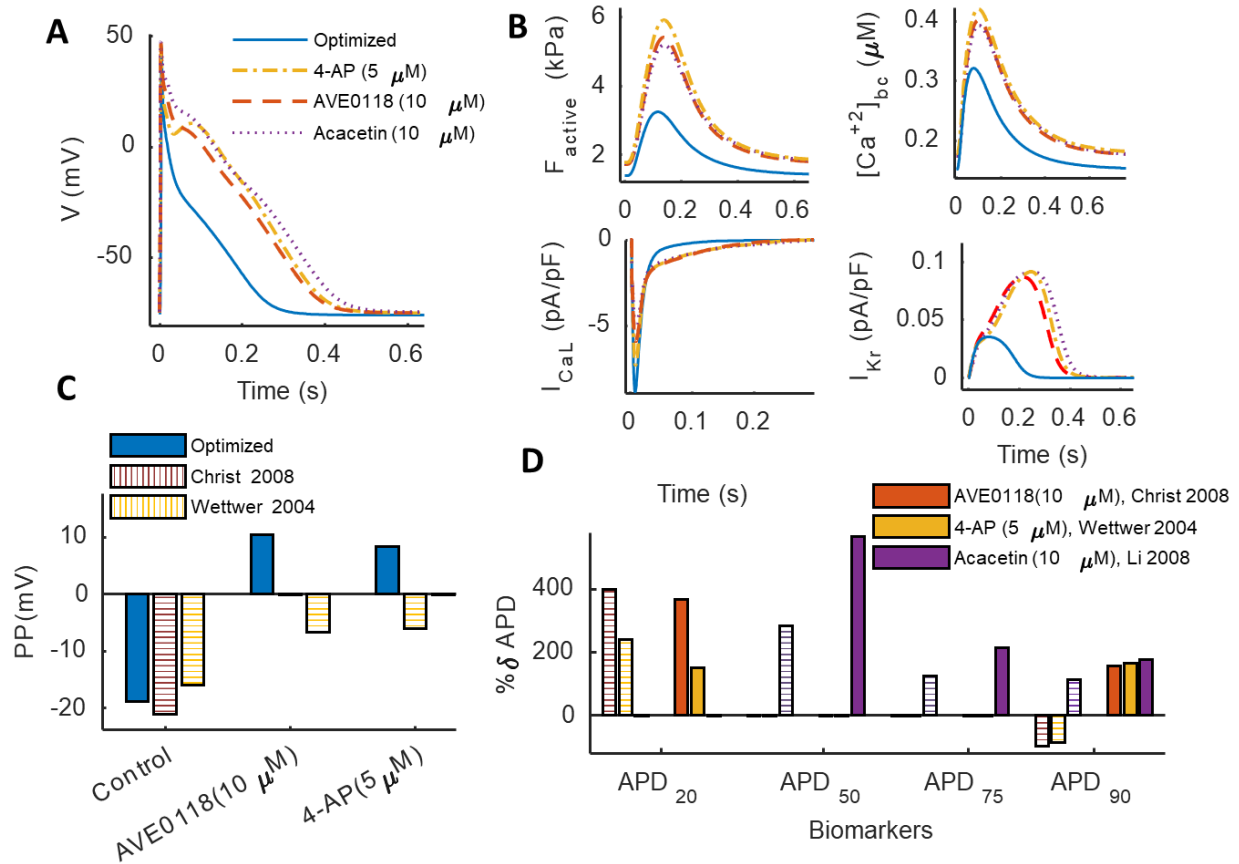 A
50
0
-50
V (mV)
0
0.2
0.4
0.6
Time (s)
Optimized
4-AP (5 μM)
AVE0118 (10 μM)
Acacetin (10 μM)
B
6
4
2
F active (kPa)
0
0.2
0.4
0.6
0.4
0.3
0.2
[Ca+2]bc (μM)
0
0.2
0.4
0.6
0
-5
ICaL (pA/pF)
0
0.1
0.2
Time (s)
0.1
0.05
0
IKr (pA/pF)
0
0.2
0.4
0.6
Time (s)
C
Optimized
Christ 2008
Wettwer 2004
10
0
-10
-20
PP(mV)
Control
AVE0118(10 μM)
4-AP(5 μM)
D
AVE0118(10 μM), Christ 2008
4-AP (5 μM), Wettwer 2004
Acacetin (10 μM), Li 2008
400
200
0
% δ APD
APD 20
APD 50
APD 75
APD 90
Biomarkers